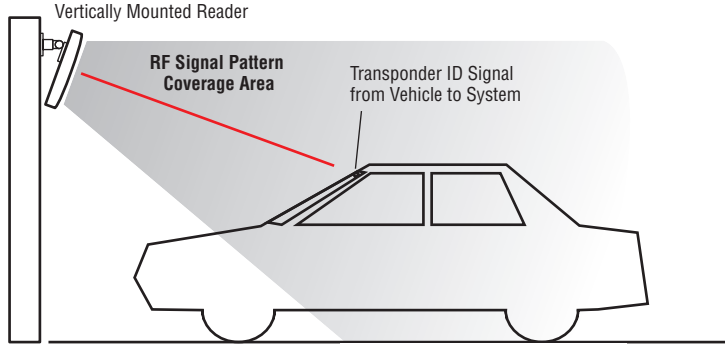 Vertically Mounted Reader
RF Signal Pattern
Coverage Area
Transponder ID Signal
from Vehicle to System